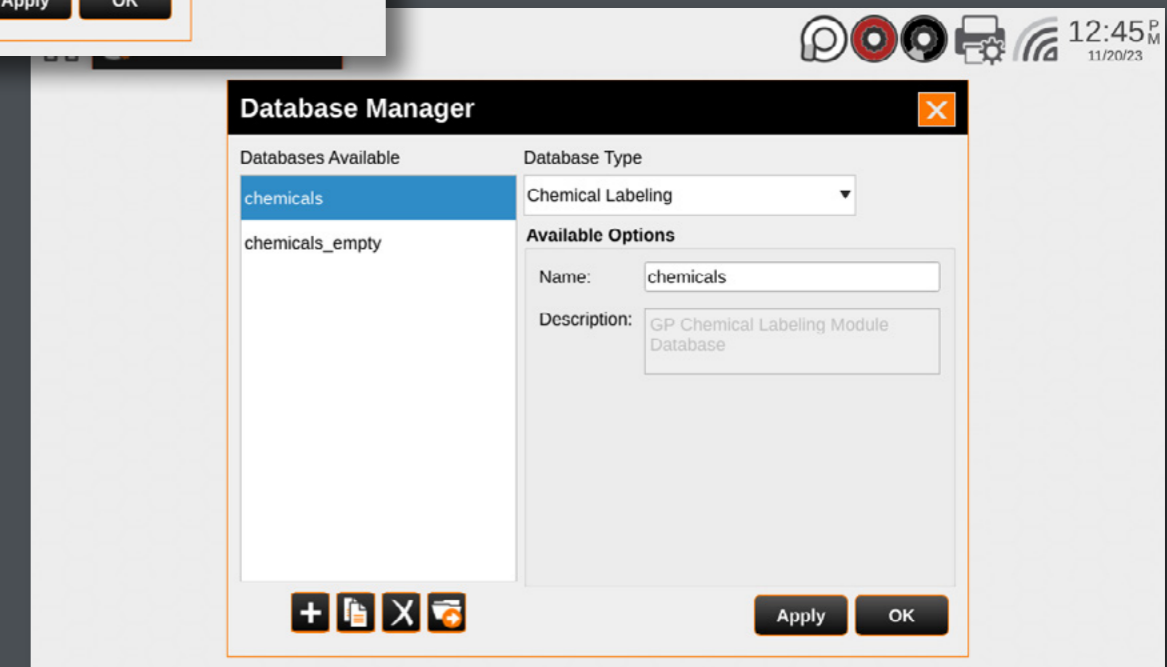 Apply OK
12:45 PM
11/20/23
Database Manager
Databases Available
chemicals
chemicals_empty
Database Type
Chemical Labeling
Available Options
Name: chemicals
Description: GP Chemical Labeling Module
Database
Apply OK